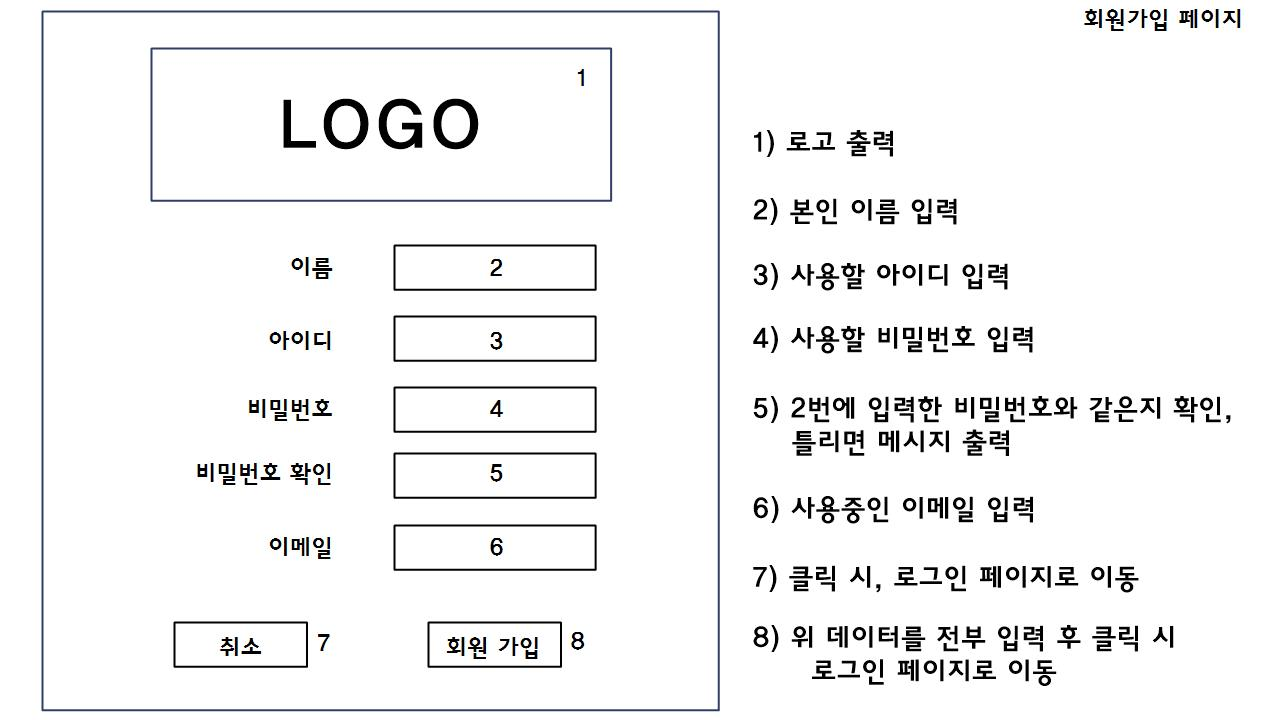 회원가입 페이지
1
LOGO
이름
2
아이디
3
비밀번호
4
비밀번호 확인
5
이메일
6
취소
7
회원 가입
8
1) 로고 출력
2) 본인 이름 입력
3) 사용할 아이디 입력
4) 사용할 비밀번호 입력
5) 2번에 입력한 비밀번호와 같은지 확인,
틀리면 메시지 출력
6) 사용중인 이메일 입력
7) 클릭 시, 로그인 페이지로 이동
8) 위 데이터를 전부 입력 후 클릭 시
로그인 페이지로 이동